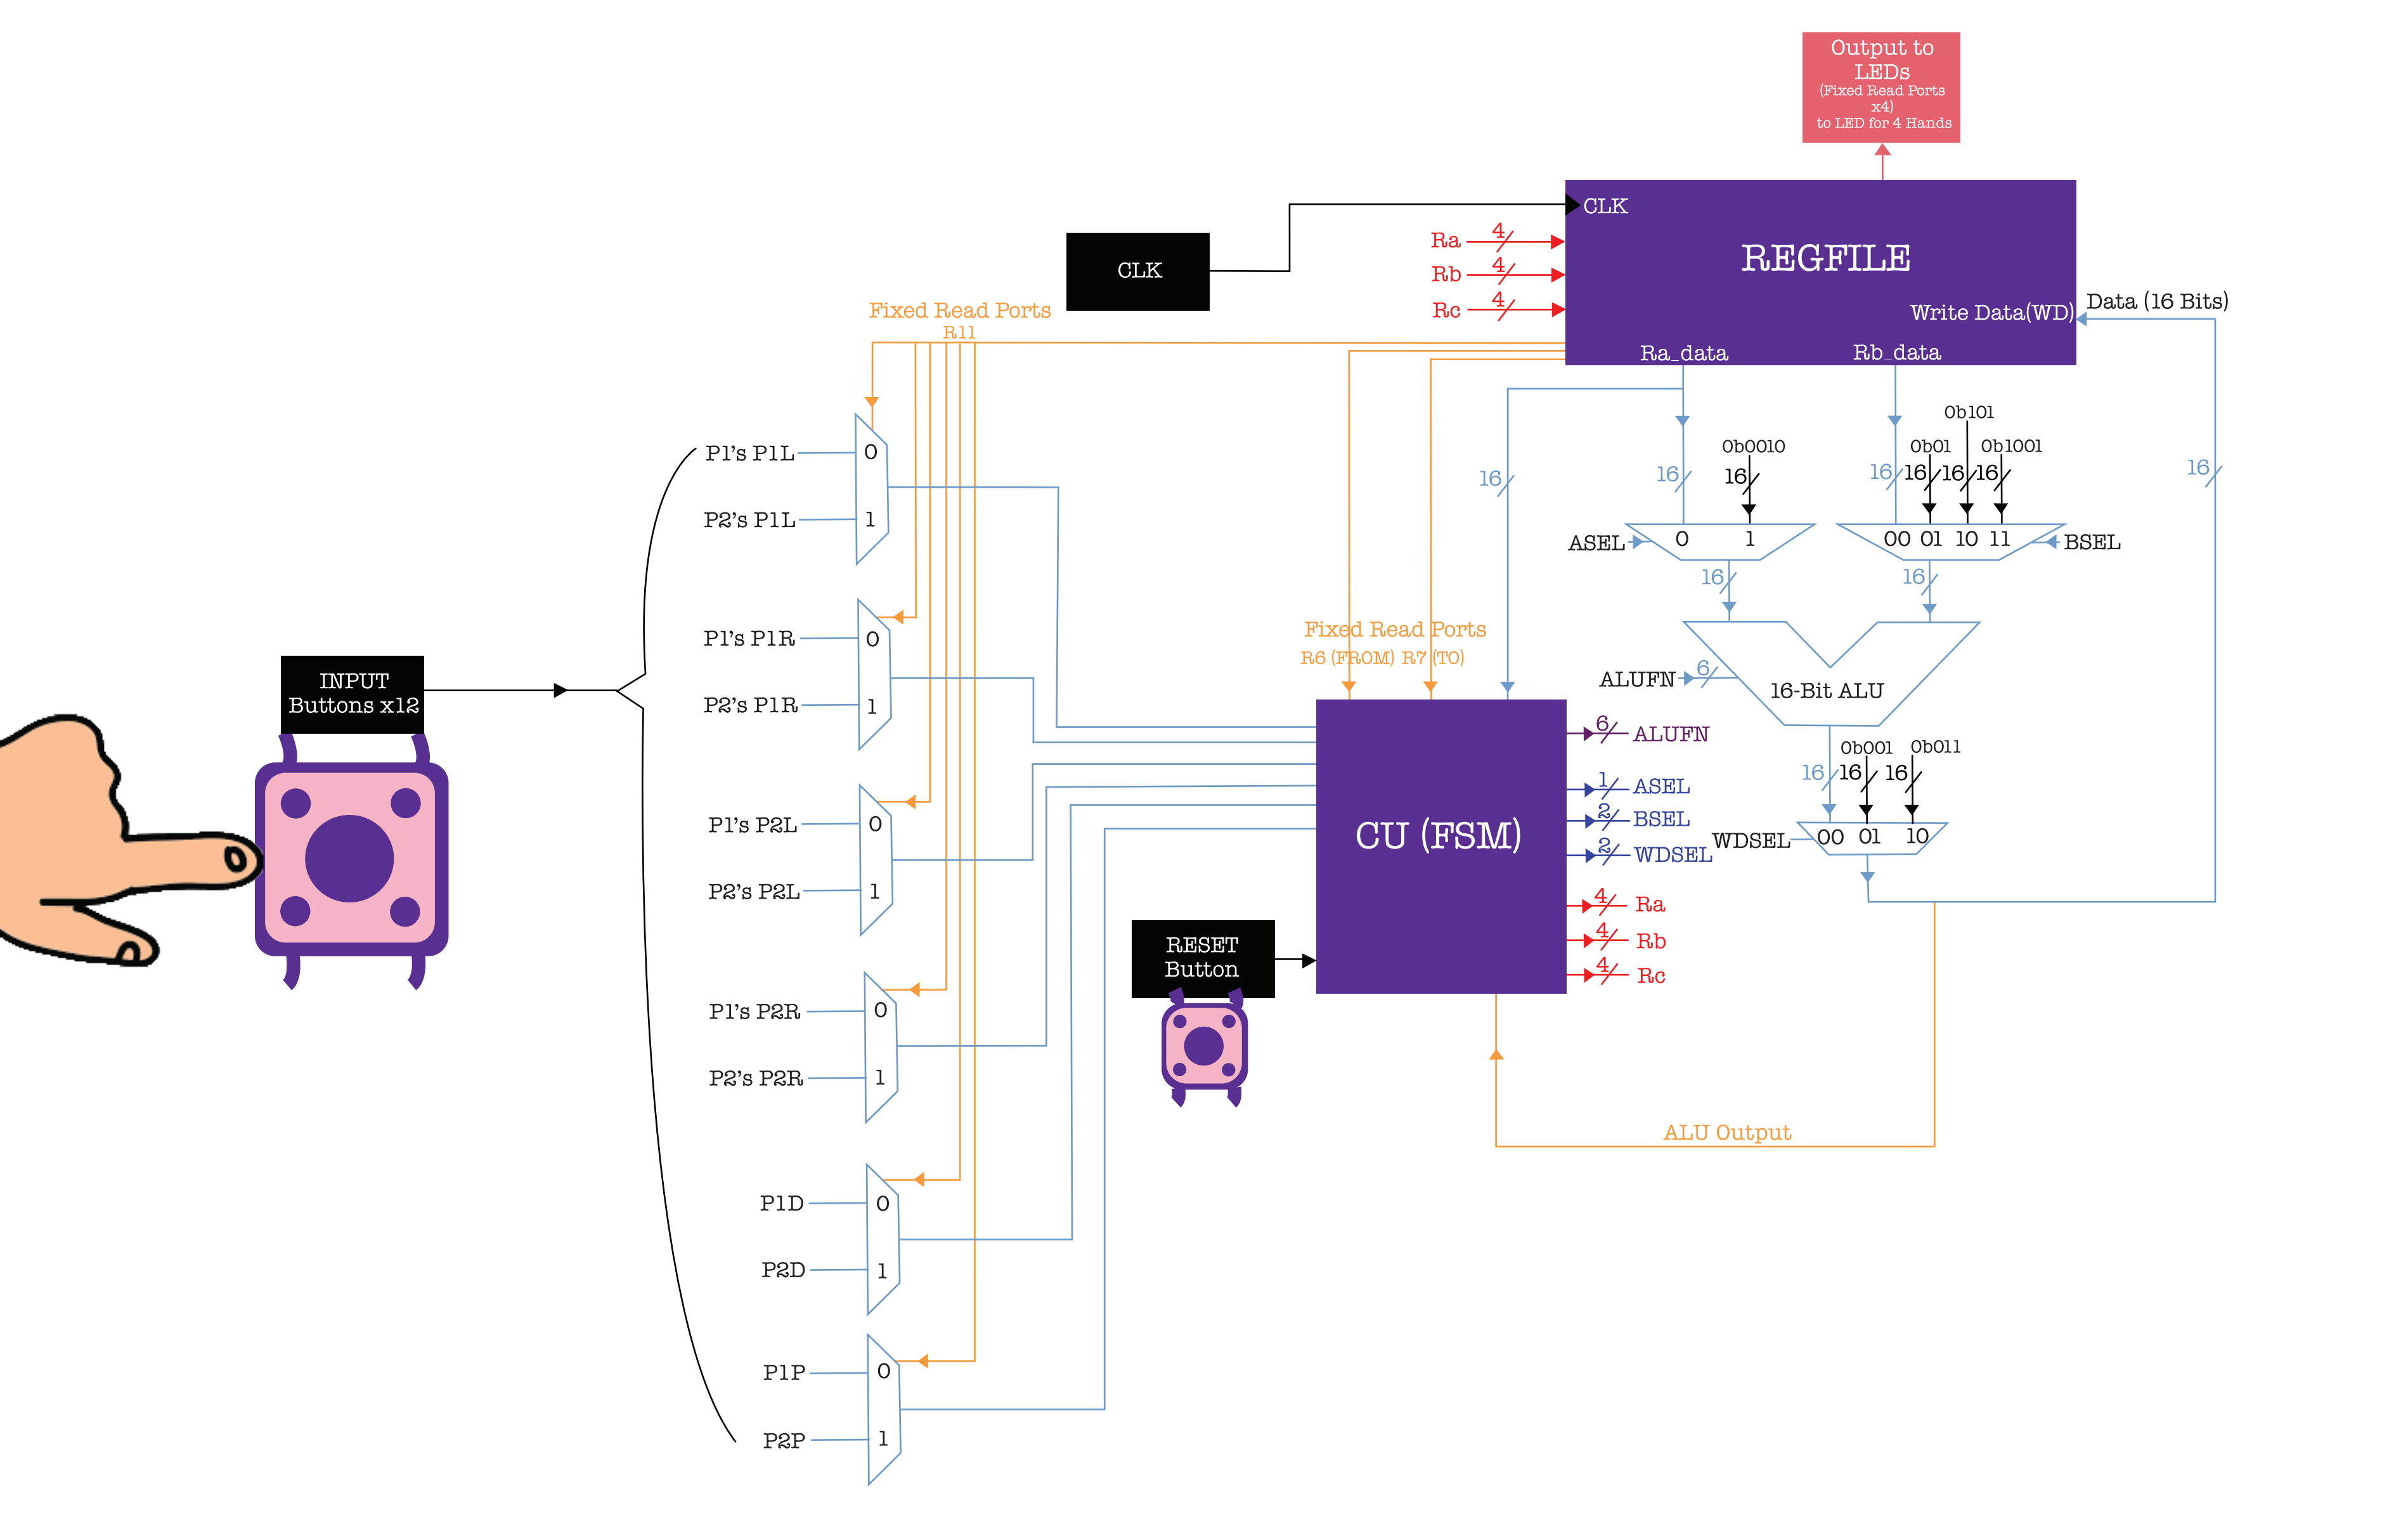 Output to
LEDs
(Fixed Read Ports
x4)
to LED for 4 Hands
CLK
REGFILE
Write Data(WD)
Ra_data
Rb_data
Data (16 Bits)
CLK
Ra
4
Rb
4
Rc
4
Fixed Read Ports
R11
P1's P1L
0
P2's P1L
1
P1's P1R
0
P2's P1R
1
P1's P2L
0
P2's P2L
1
P1's P2R
0
P2's P2R
1
P1D
0
P2D
1
P1P
0
P2P
1
INPUT
Buttons x12
RESET
Button
Fixed Read Ports
R6 (FROM) R7 (TO)
16
16
0b0010
16
16
0b01
16
0b101
16
0b1001
16
16
ASEL
0
1
00 01 10 11
BSEL
16
16
ALUFN
6
16-Bit ALU
16
0b001
16
0b011
16
WDSEL
00 01 10
CU (FSM)
6
ALUFN
1
ASEL
2
BSEL
2
WDSEL
4
Ra
4
Rb
4
Rc
ALU Output